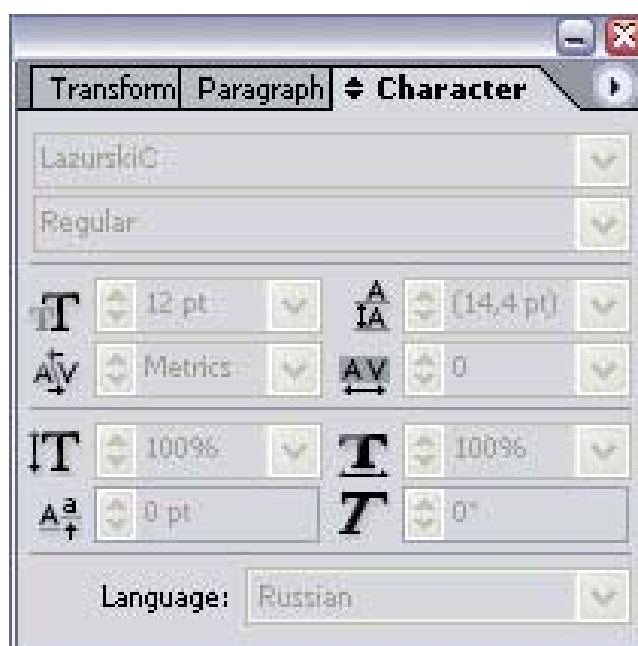 Transform Paragraph Character
LazurskiC
Regular
12 pt (14,4 pt)
Metrics 0
100% 100%
0 pt 0°
Language: Russian